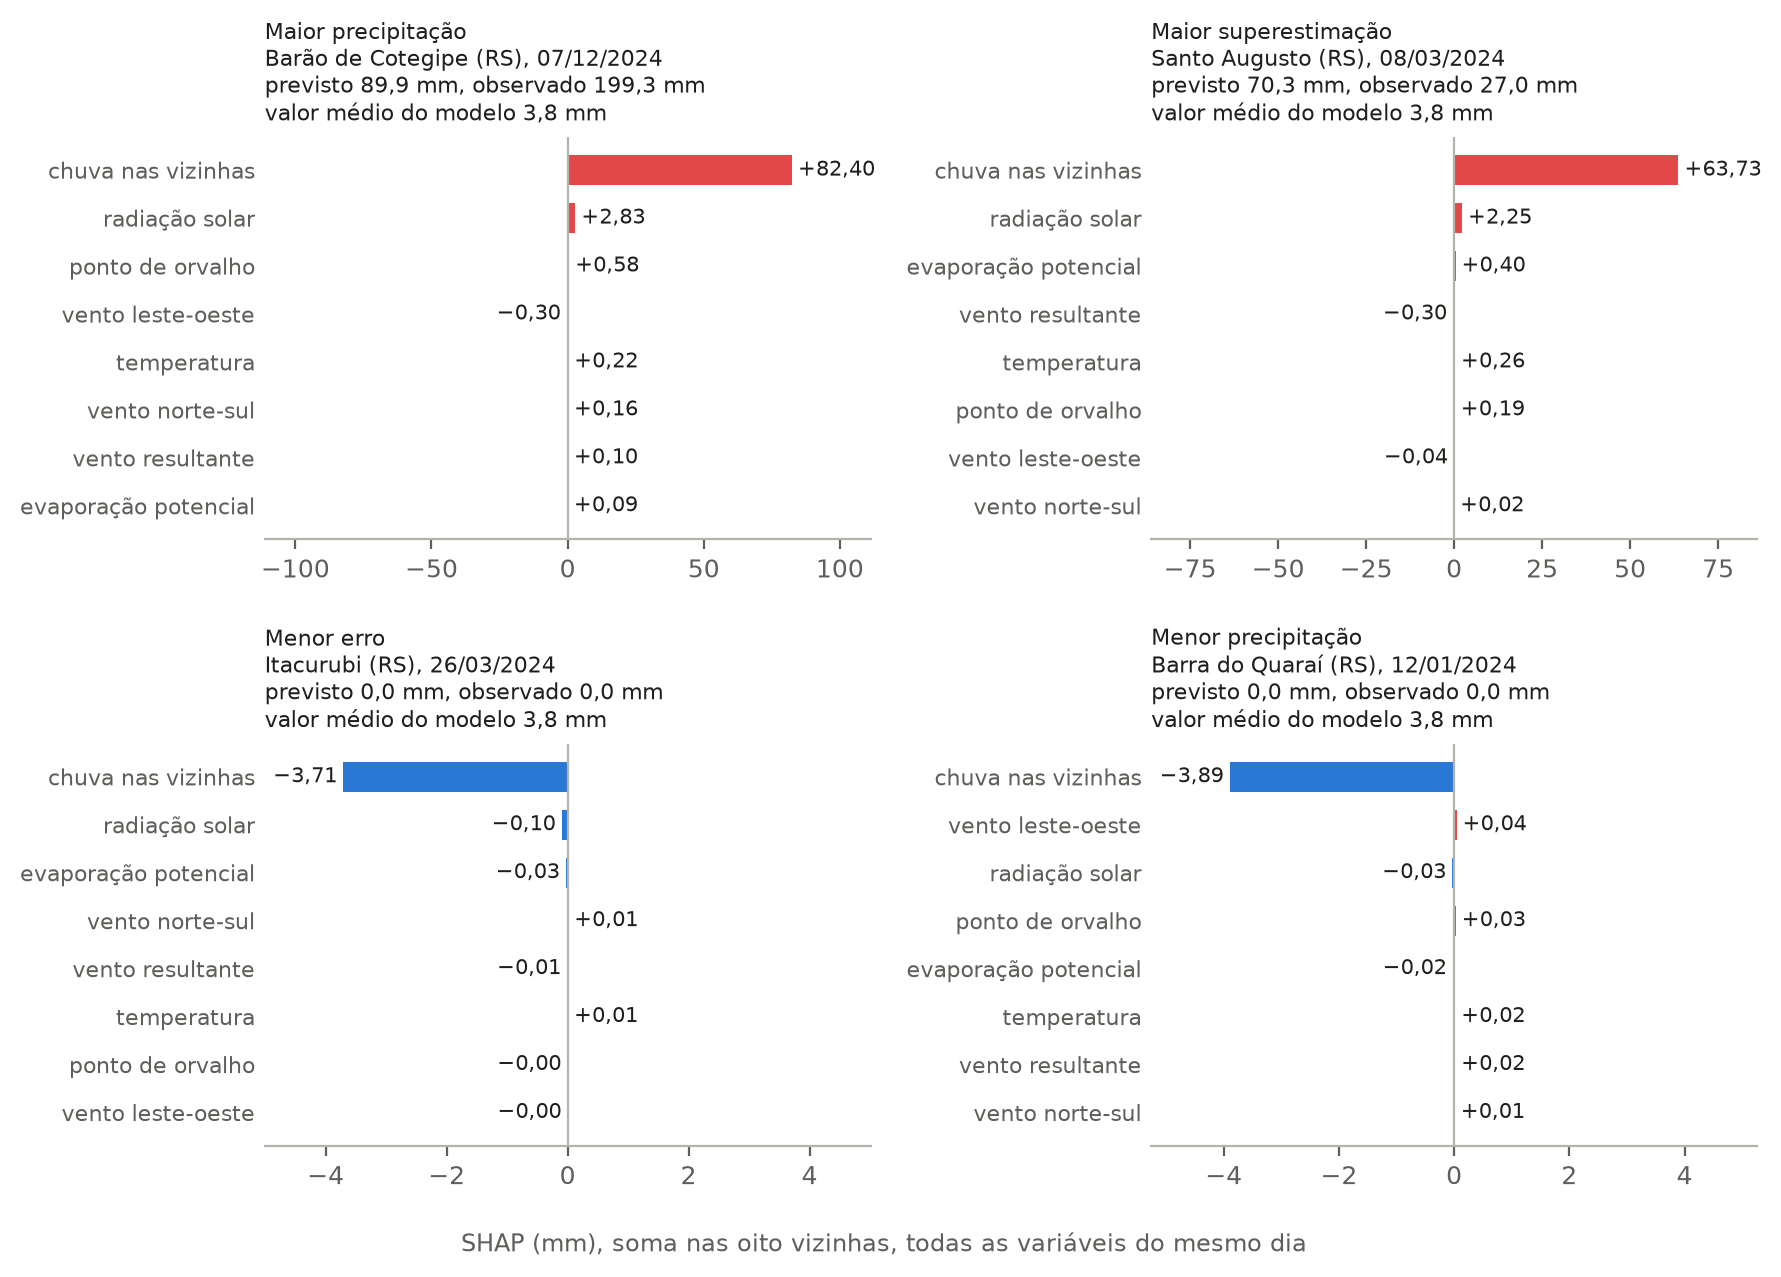 Maior precipitação
Barão de Cotegipe (RS), 07/12/2024
previsto 89,9 mm, observado 199,3 mm
valor médio do modelo 3,8 mm
chuva nas vizinhas +82,40
radiação solar +2,83
ponto de orvalho +0,58
vento leste-oeste −0,30
temperatura +0,22
vento norte-sul +0,16
vento resultante +0,10
evaporação potencial +0,09
−100 −50 0 50 100
Maior superestimação
Santo Augusto (RS), 08/03/2024
previsto 70,3 mm, observado 27,0 mm
valor médio do modelo 3,8 mm
chuva nas vizinhas +63,73
radiação solar +2,25
evaporação potencial +0,40
vento resultante −0,30
temperatura +0,26
ponto de orvalho +0,19
vento leste-oeste −0,04
vento norte-sul +0,02
−75 −50 −25 0 25 50 75
Menor erro
Itacurubi (RS), 26/03/2024
previsto 0,0 mm, observado 0,0 mm
valor médio do modelo 3,8 mm
chuva nas vizinhas −3,71
radiação solar −0,10
evaporação potencial −0,03
vento norte-sul +0,01
vento resultante −0,01
temperatura +0,01
ponto de orvalho −0,00
vento leste-oeste −0,00
−4 −2 0 2 4
Menor precipitação
Barra do Quaraí (RS), 12/01/2024
previsto 0,0 mm, observado 0,0 mm
valor médio do modelo 3,8 mm
chuva nas vizinhas −3,89
vento leste-oeste +0,04
radiação solar −0,03
ponto de orvalho +0,03
evaporação potencial −0,02
temperatura +0,02
vento resultante +0,02
vento norte-sul +0,01
−4 −2 0 2 4
SHAP (mm), soma nas oito vizinhas, todas as variáveis do mesmo dia